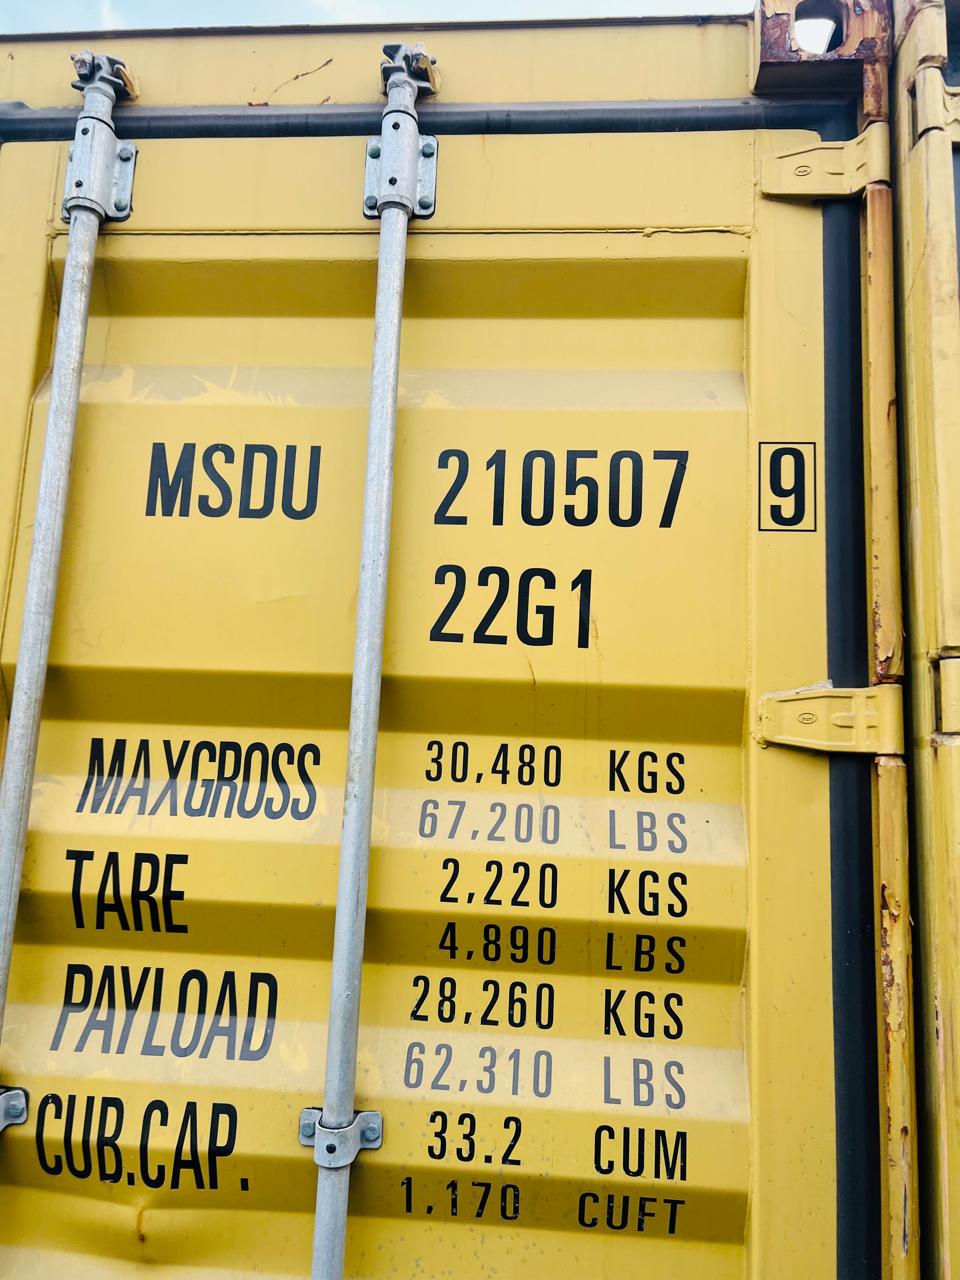 MSDU 210507 9
22G1
MAXGROSS 30,480 KGS
67,200 LBS
TARE 2,220 KGS
4,890 LBS
PAYLOAD 28,260 KGS
62,310 LBS
CUB.CAP. 33.2 CUM
1,170 CUFT